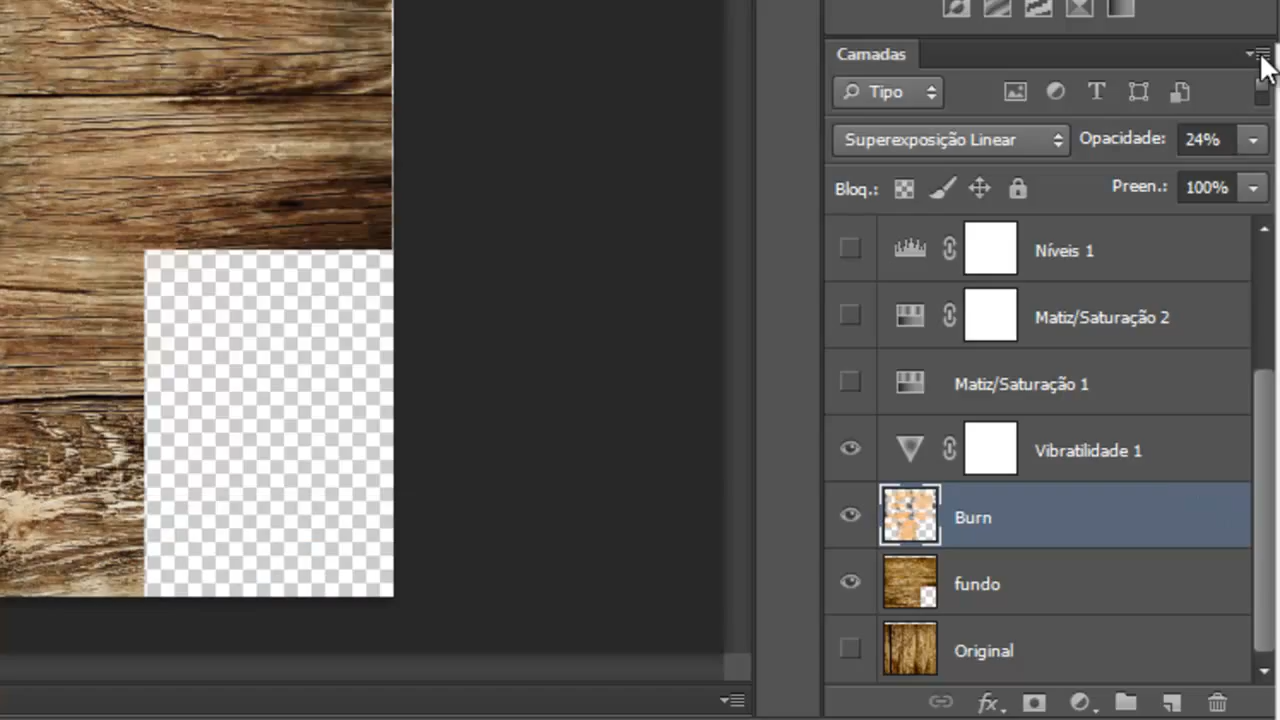 Camadas
Tipo
Superexposição Linear Opacidade: 24%
Bloq.: Preen.: 100%
Níveis 1
Matiz/Saturação 2
Matiz/Saturação 1
Vibratilidade 1
Burn
fundo
Original
fx